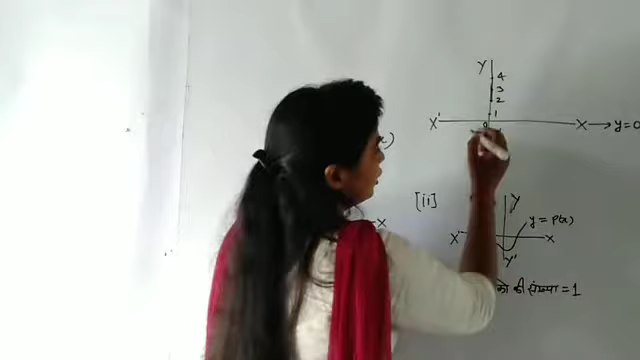 Y
4
3
2
1
X' 0 X → y=0
[ii]
Y
y = P(x)
X' X
X
Y'
की संख्या = 1